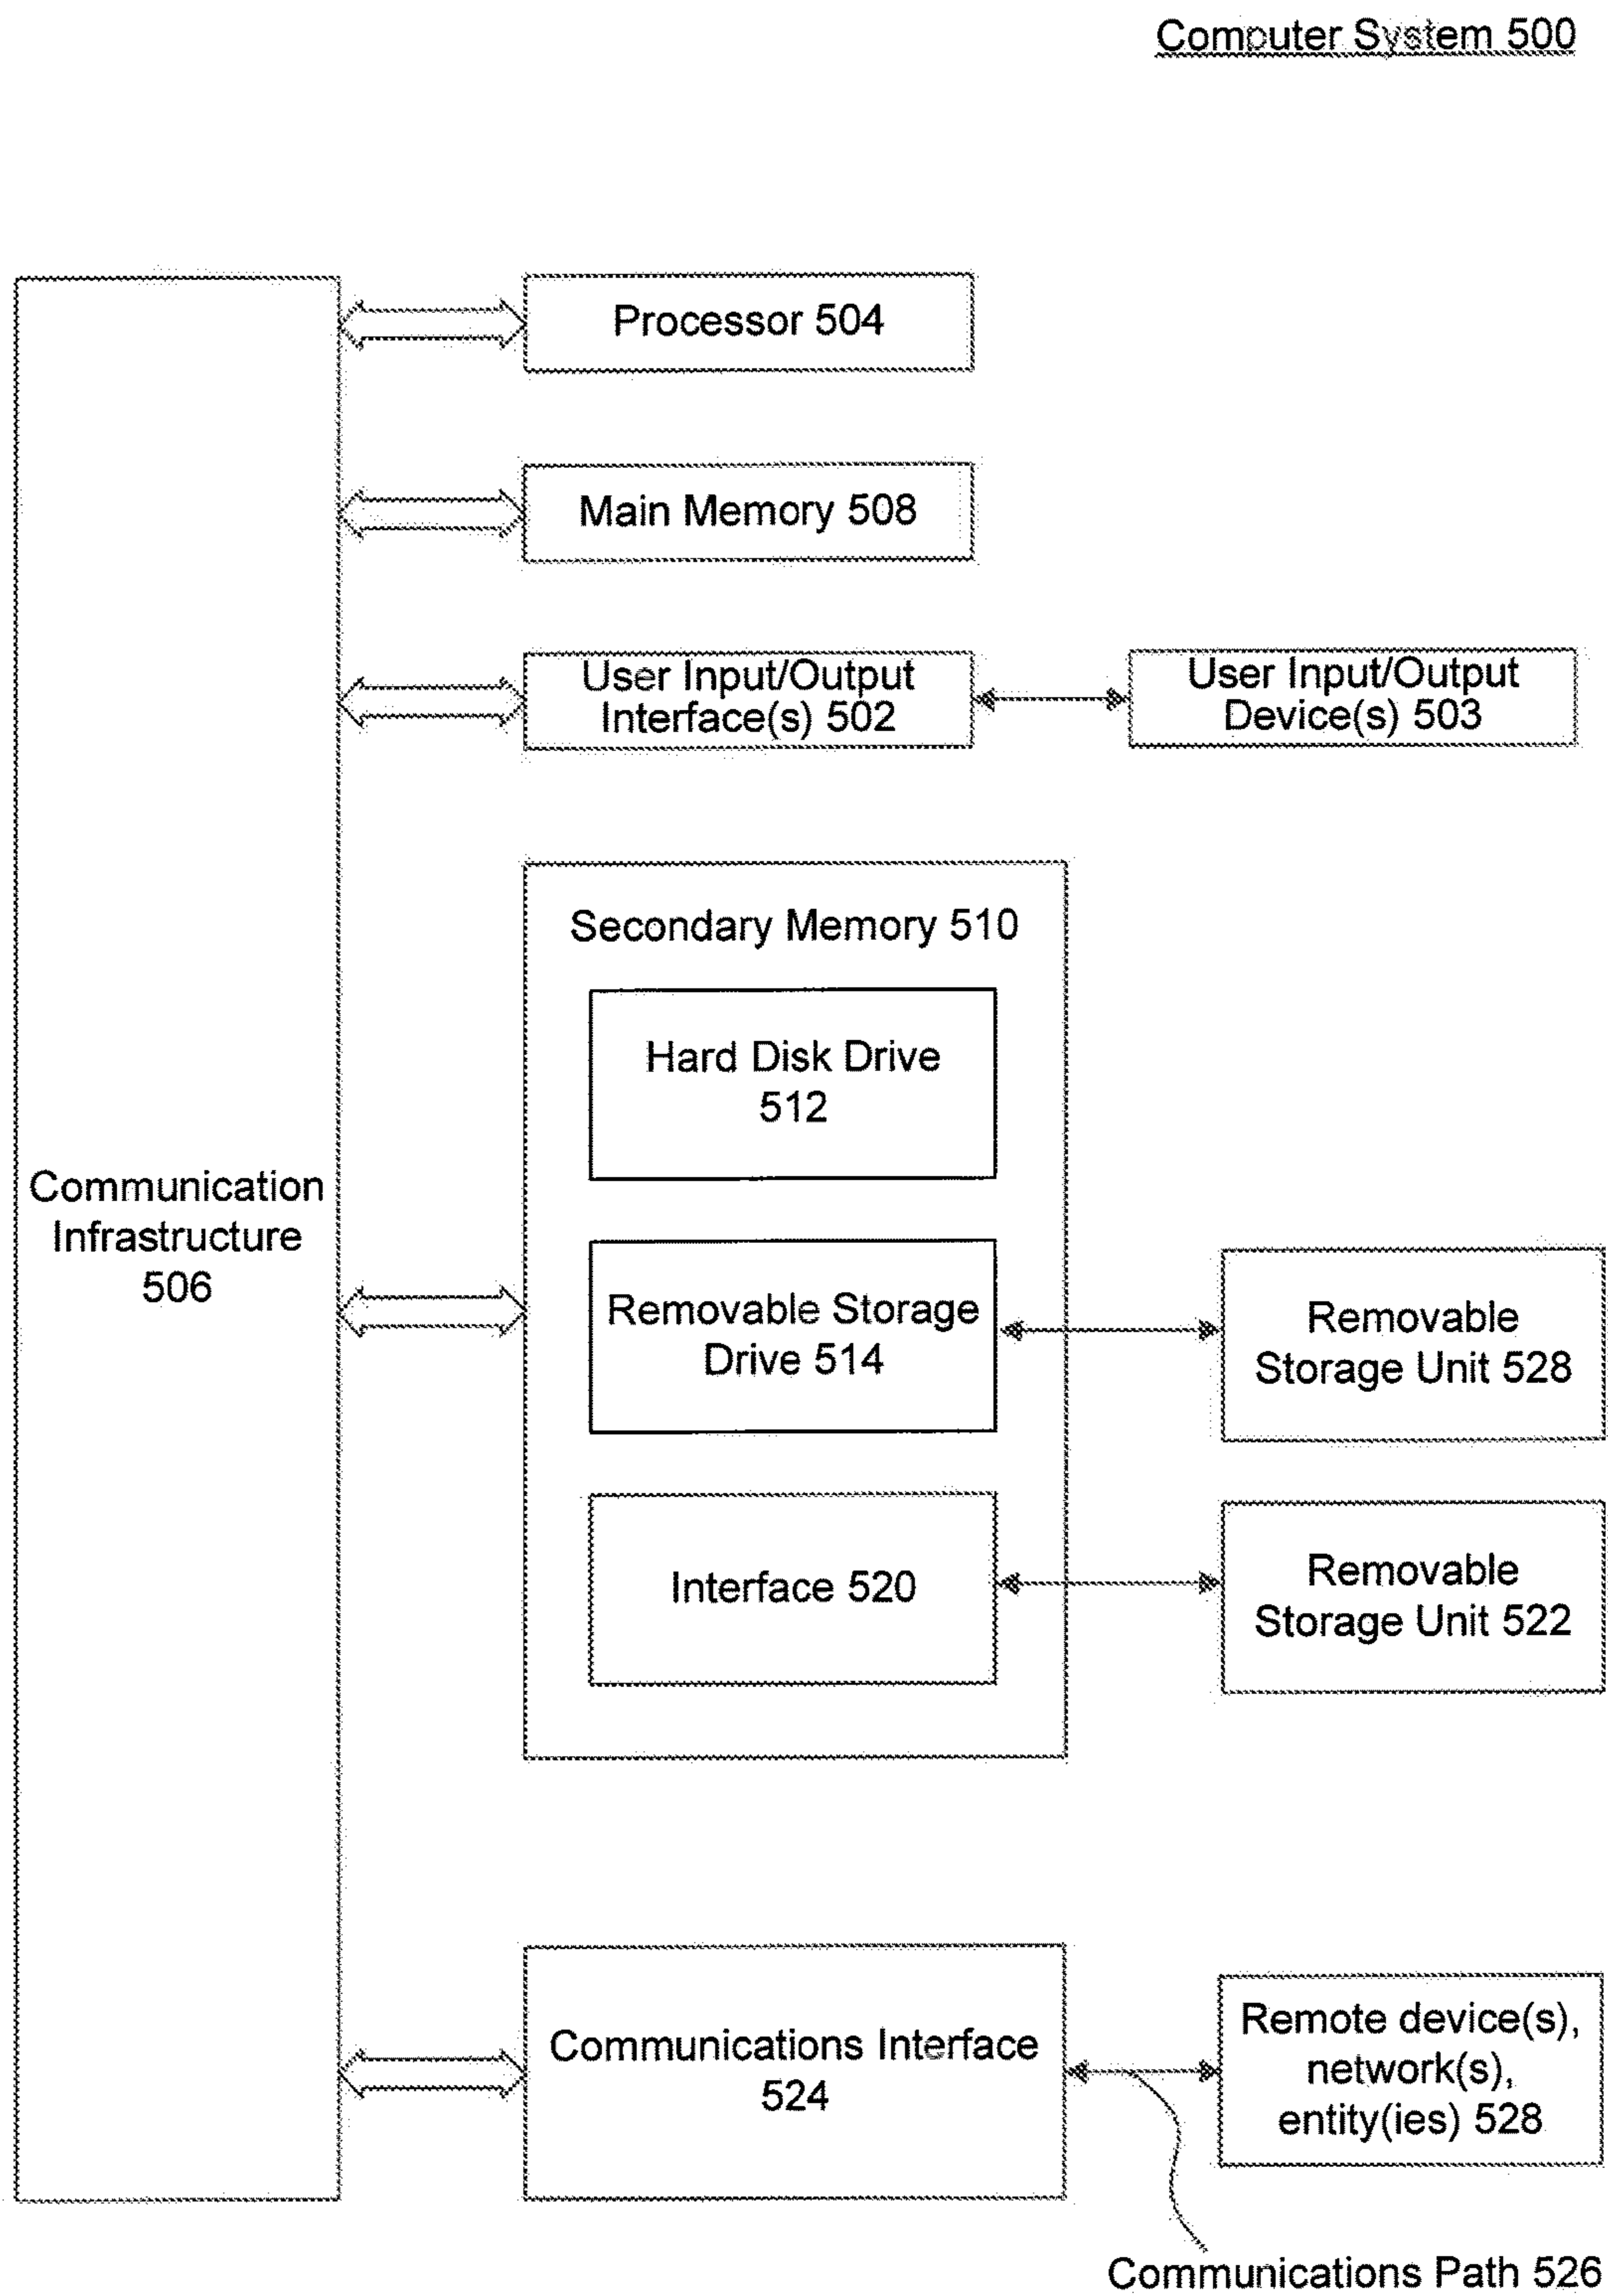 Computer System 500
Processor 504
Main Memory 508
User Input/Output
Interface(s) 502
User Input/Output
Device(s) 503
Secondary Memory 510
Hard Disk Drive
512
Communication
Infrastructure
506
Removable Storage
Drive 514
Removable
Storage Unit 528
Interface 520
Removable
Storage Unit 522
Communications Interface
524
Remote device(s),
network(s),
entity(ies) 528
Communications Path 526